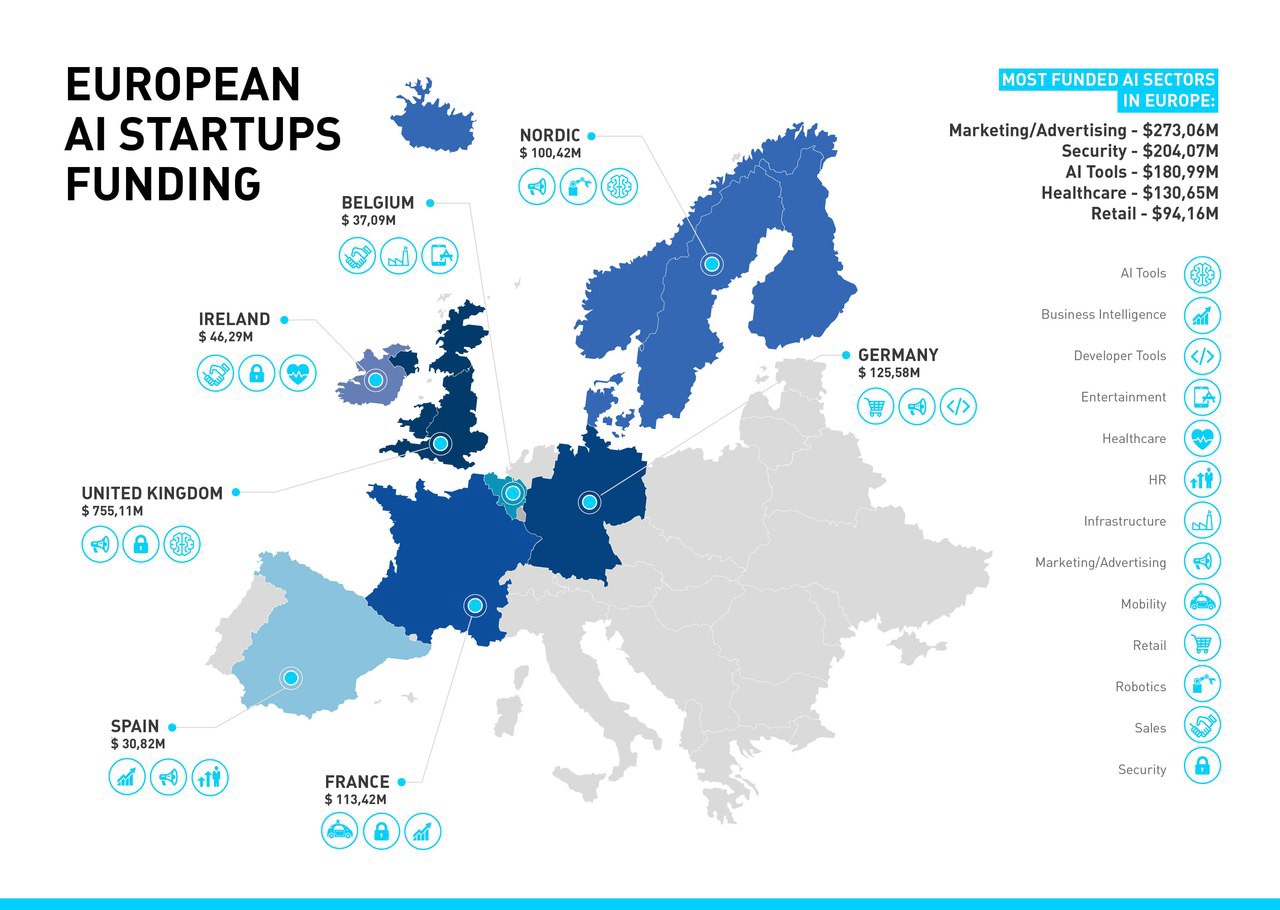 EUROPEAN
AI STARTUPS
FUNDING
MOST FUNDED AI SECTORS
IN EUROPE:
Marketing/Advertising - $273,06M
Security - $204,07M
AI Tools - $180,99M
Healthcare - $130,65M
Retail - $94,16M
NORDIC
$ 100,42M
BELGIUM
$ 37,09M
IRELAND
$ 46,29M
GERMANY
$ 125,58M
UNITED KINGDOM
$ 755,11M
SPAIN
$ 30,82M
FRANCE
$ 113,42M
AI Tools
Business Intelligence
Developer Tools
Entertainment
Healthcare
HR
Infrastructure
Marketing/Advertising
Mobility
Retail
Robotics
Sales
Security